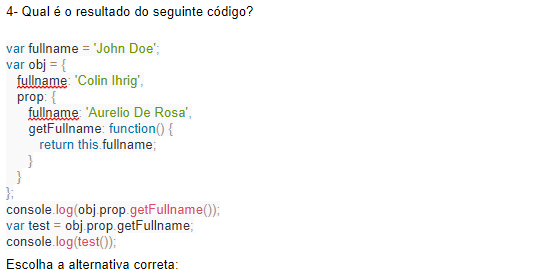 4- Qual é o resultado do seguinte código?
var fullname = 'John Doe';
var obj = {
fullname: 'Colin Ihrig',
prop: {
fullname: 'Aurelio De Rosa',
getFullname: function() {
return this.fullname;
}
}
};
console.log(obj.prop.getFullname());
var test = obj.prop.getFullname;
console.log(test());
Escolha a alternativa correta: